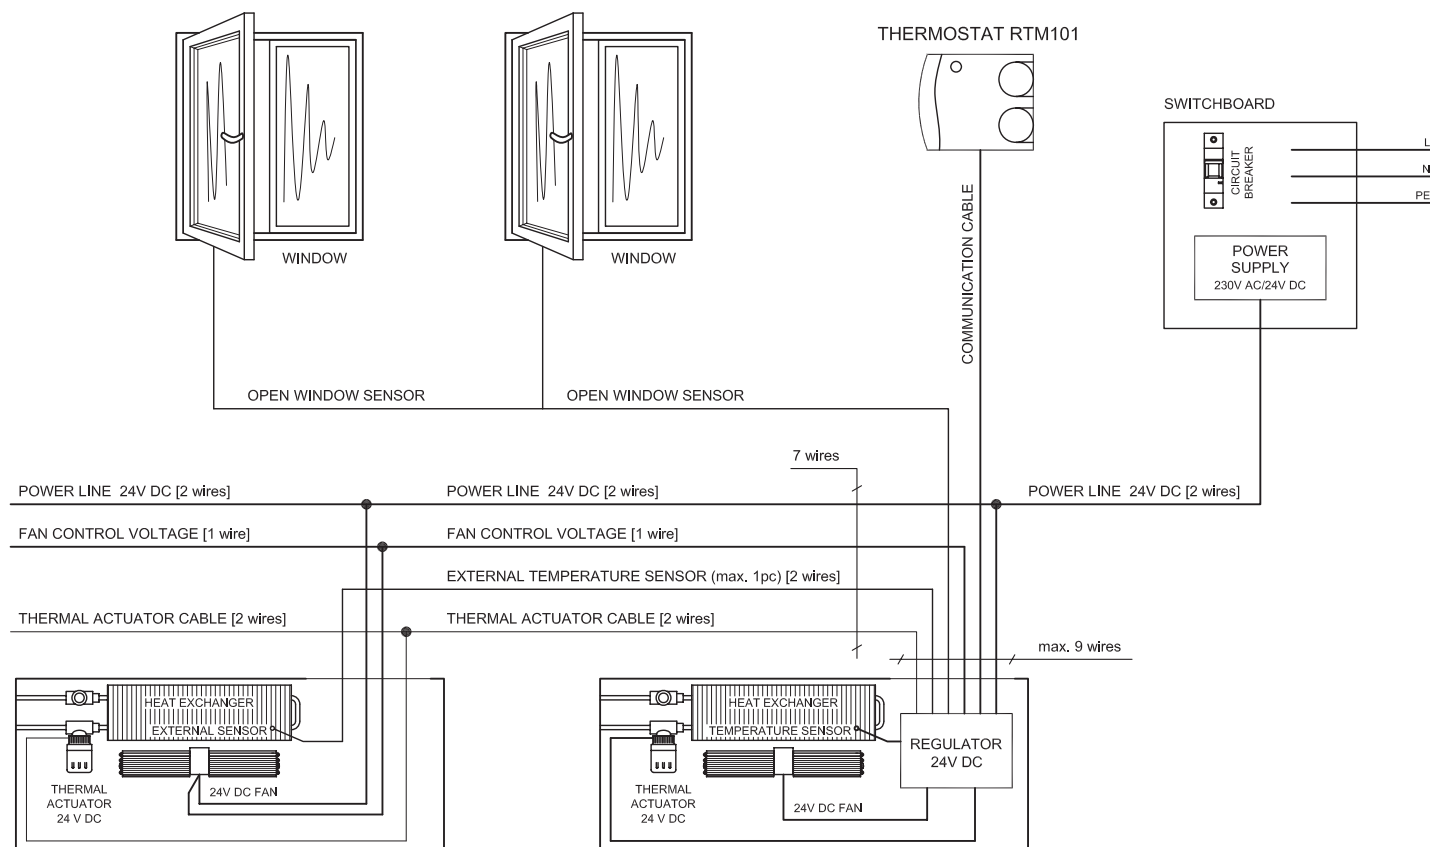 THERMOSTAT RTM101
SWITCHBOARD
L
N
PE
CIRCUIT
BREAKER
POWER
SUPPLY
230V AC/24V DC
WINDOW
WINDOW
COMMUNICATION CABLE
OPEN WINDOW SENSOR
OPEN WINDOW SENSOR
7 wires
POWER LINE 24V DC [2 wires]
POWER LINE 24V DC [2 wires]
POWER LINE 24V DC [2 wires]
FAN CONTROL VOLTAGE [1 wire]
FAN CONTROL VOLTAGE [1 wire]
EXTERNAL TEMPERATURE SENSOR (max. 1pc) [2 wires]
THERMAL ACTUATOR CABLE [2 wires]
THERMAL ACTUATOR CABLE [2 wires]
max. 9 wires
HEAT EXCHANGER
EXTERNAL SENSOR
THERMAL
ACTUATOR
24 V DC
24V DC FAN
HEAT EXCHANGER
TEMPERATURE SENSOR
REGULATOR
24V DC
THERMAL
ACTUATOR
24 V DC
24V DC FAN